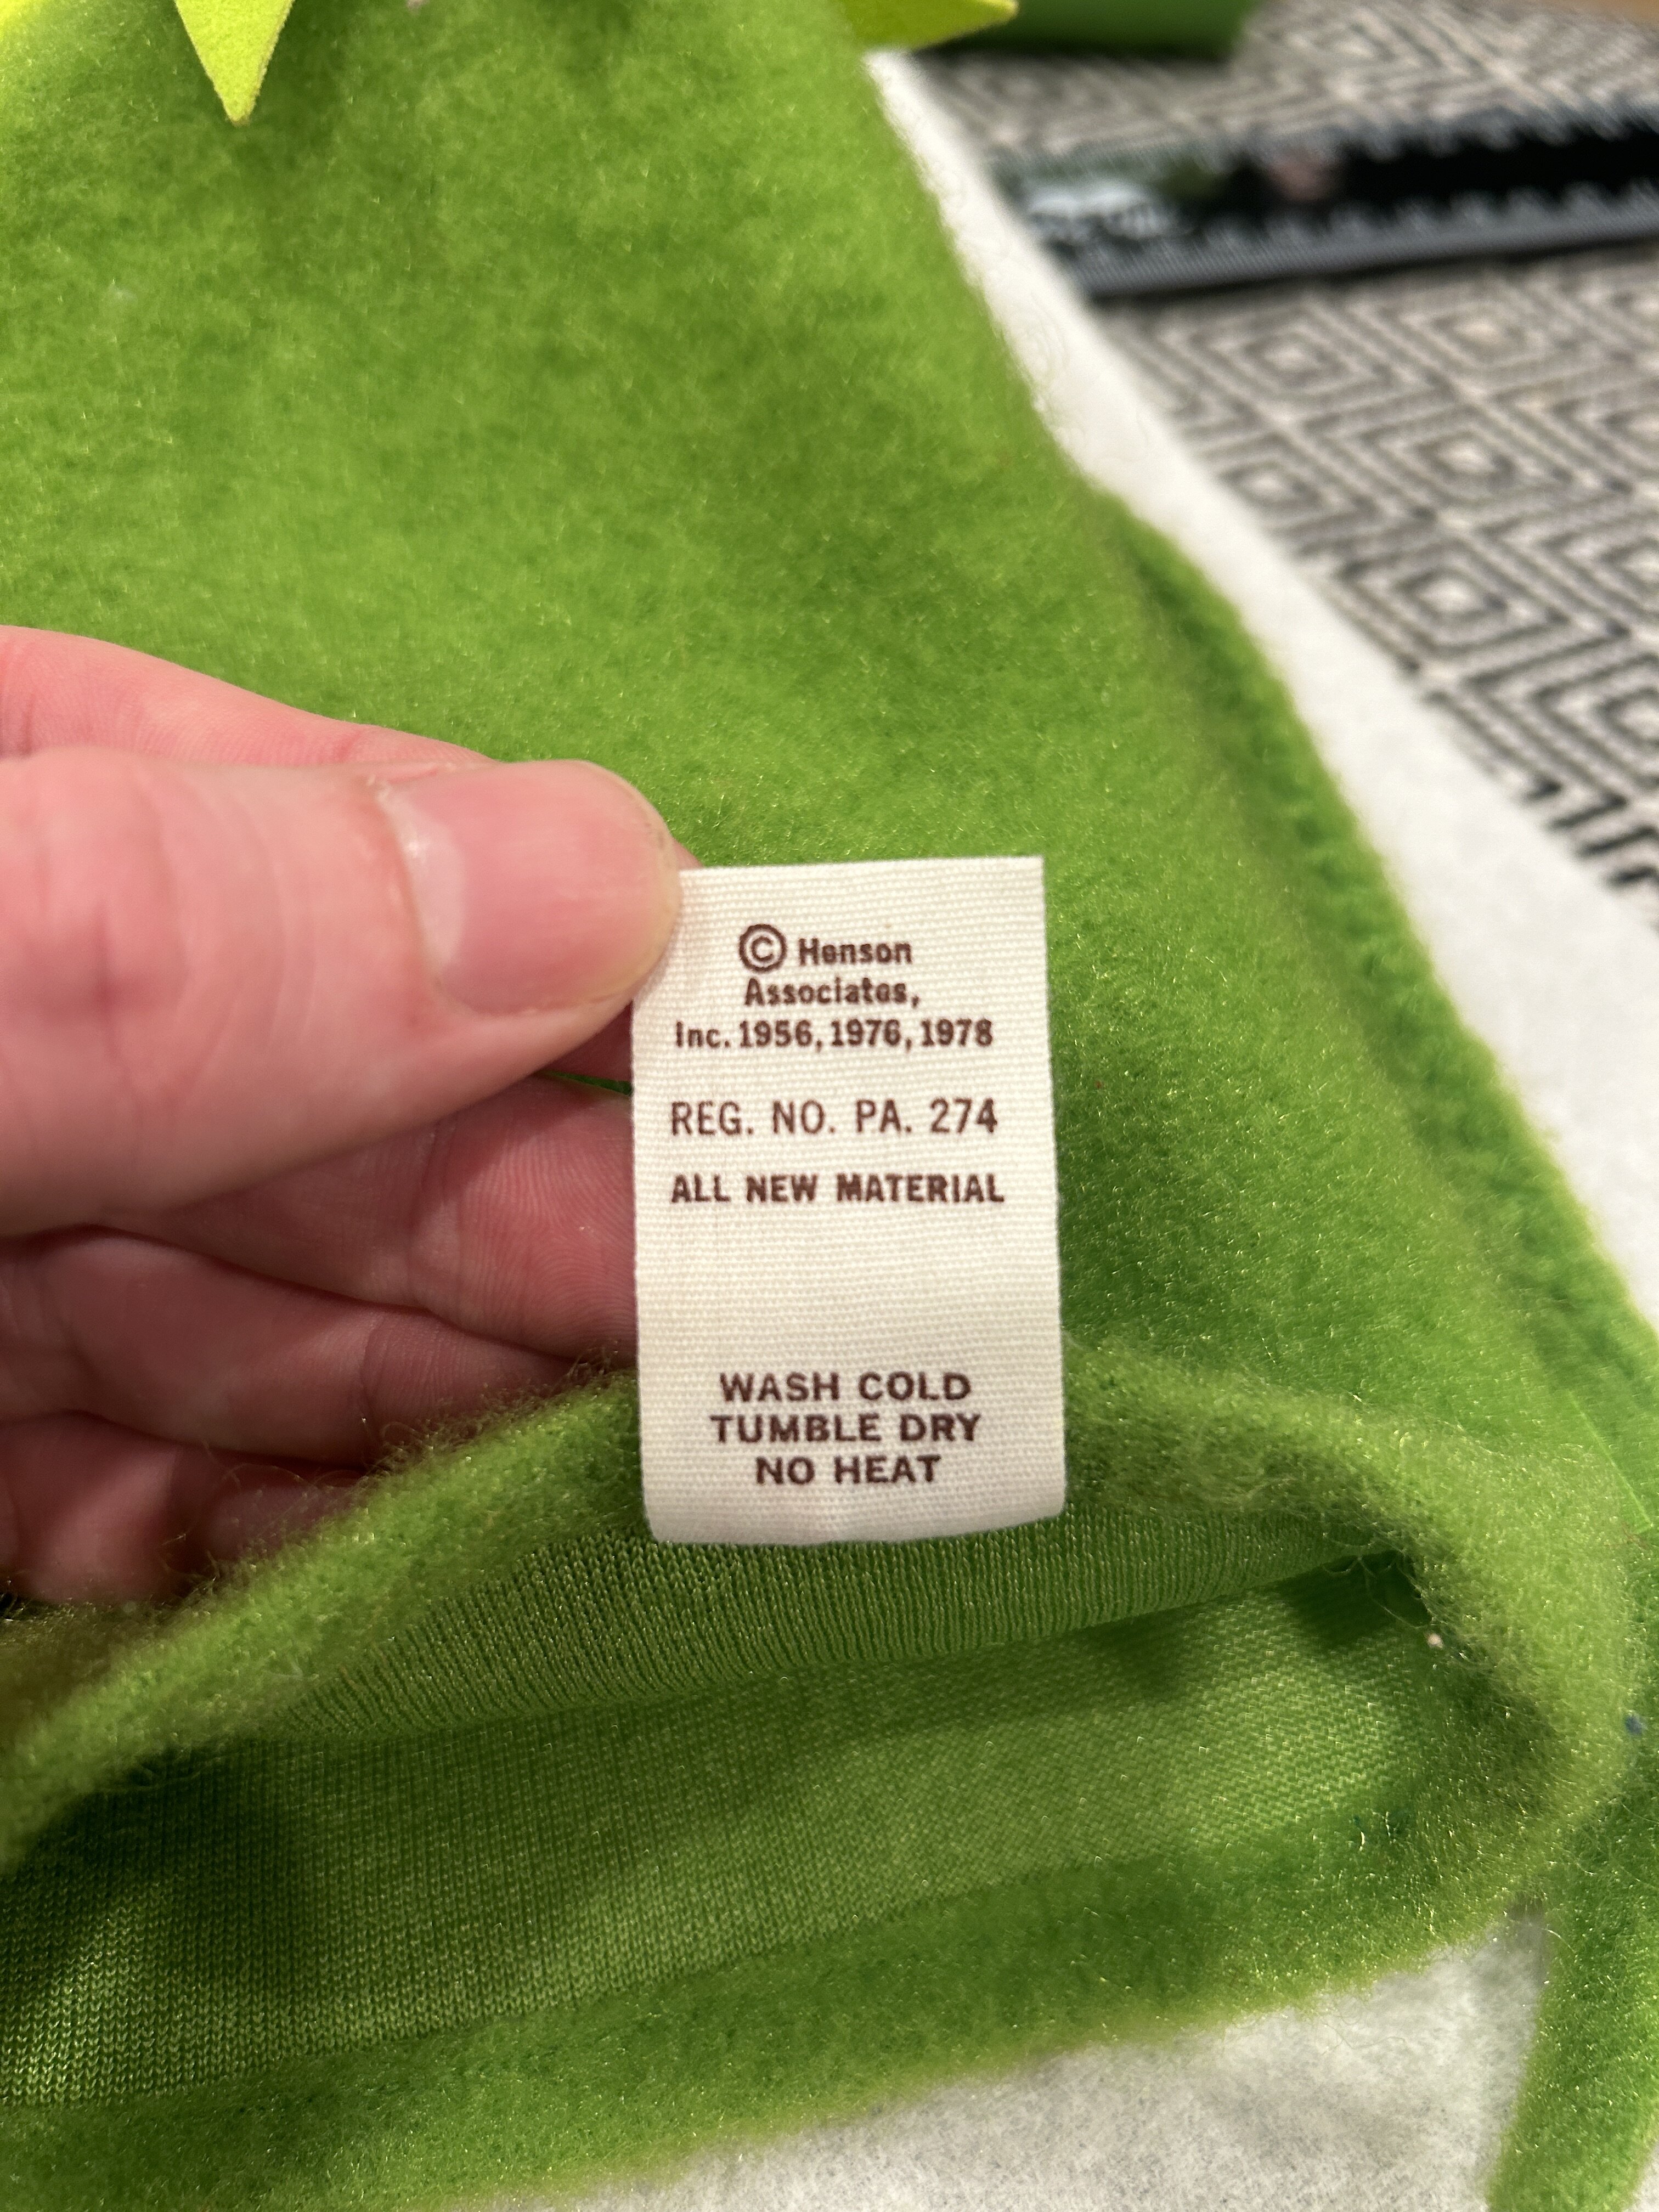 © Henson
Associates,
Inc. 1956, 1976, 1978
REG. NO. PA. 274
ALL NEW MATERIAL
WASH COLD
TUMBLE DRY
NO HEAT